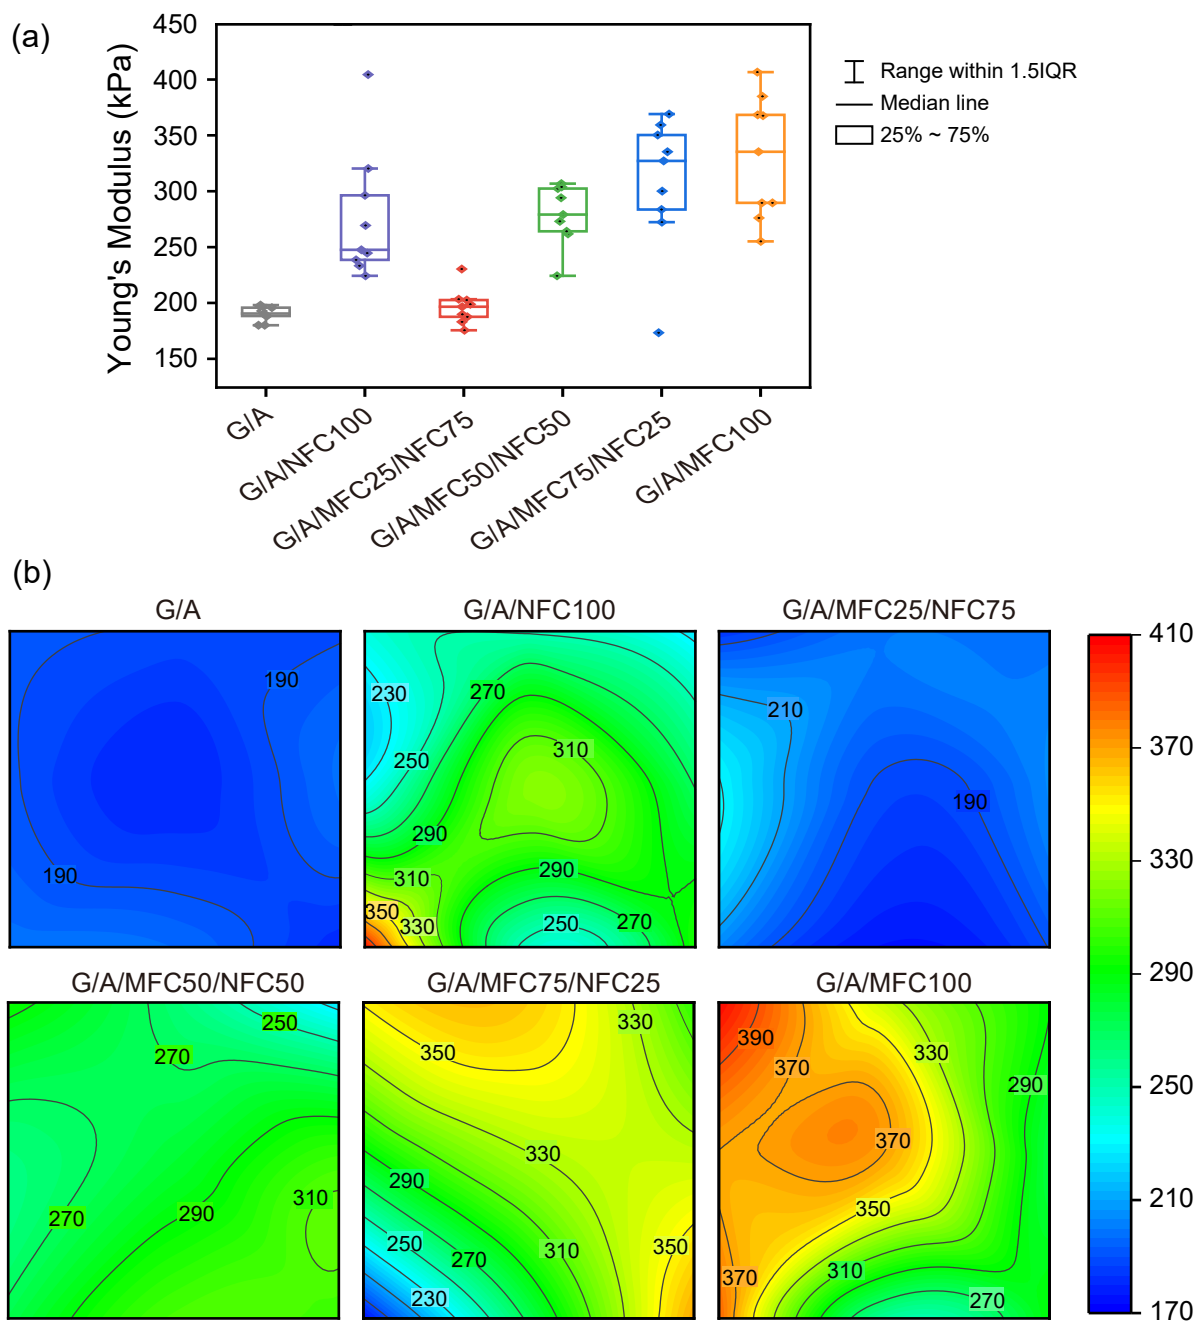 (a)
Young's Modulus (kPa)
450
400
350
300
250
200
150
G/A
G/A/NFC100
G/A/MFC25/NFC75
G/A/MFC50/NFC50
G/A/MFC75/NFC25
G/A/MFC100
Range within 1.5IQR
Median line
25% ~ 75%
(b)
G/A
190
190
G/A/NFC100
230
270
250
310
290
310
290
350
330
250
270
G/A/MFC25/NFC75
210
190
G/A/MFC50/NFC50
250
270
270
290
310
G/A/MFC75/NFC25
330
350
330
290
250
270
310
350
230
G/A/MFC100
390
370
330
290
370
350
370
310
270
410
370
330
290
250
210
170